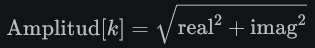 Amplitud[k] = √(real² + imag²)